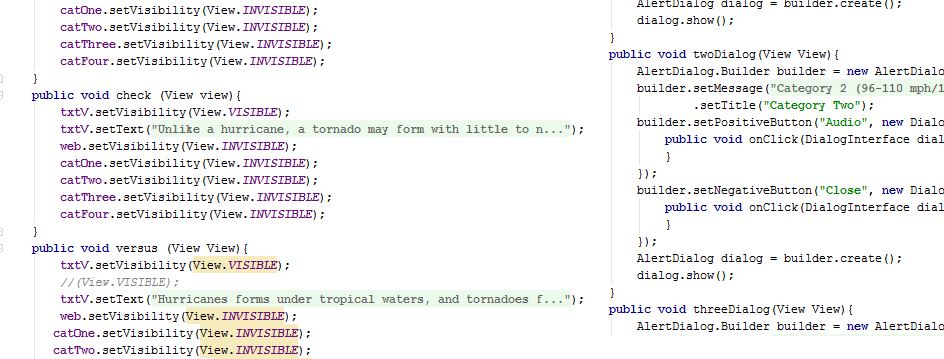 catOne.setVisibility(View.INVISIBLE);
catTwo.setVisibility(View.INVISIBLE);
catThree.setVisibility(View.INVISIBLE);
catFour.setVisibility(View.INVISIBLE);
}
public void check (View view){
txtV.setVisibility(View.VISIBLE);
txtV.setText("Unlike a hurricane, a tornado may form with little to n...");
web.setVisibility(View.INVISIBLE);
catOne.setVisibility(View.INVISIBLE);
catTwo.setVisibility(View.INVISIBLE);
catThree.setVisibility(View.INVISIBLE);
catFour.setVisibility(View.INVISIBLE);
}
public void versus (View View){
txtV.setVisibility(View.VISIBLE);
//(View.VISIBLE);
txtV.setText("Hurricanes forms under tropical waters, and tornadoes f...");
web.setVisibility(View.INVISIBLE);
catOne.setVisibility(View.INVISIBLE);
catTwo.setVisibility(View.INVISIBLE);
AlertDialog dialog = builder.create();
dialog.show();
}
public void twoDialog(View View){
AlertDialog.Builder builder = new AlertDialo
builder.setMessage("Category 2 (96-110 mph/1
.setTitle("Category Two");
builder.setPositiveButton("Audio", new Dialo
public void onClick(DialogInterface dial
}
});
builder.setNegativeButton("Close", new Dialo
public void onClick(DialogInterface dial
}
});
AlertDialog dialog = builder.create();
dialog.show();
}
public void threeDialog(View View){
AlertDialog.Builder builder = new AlertDialo